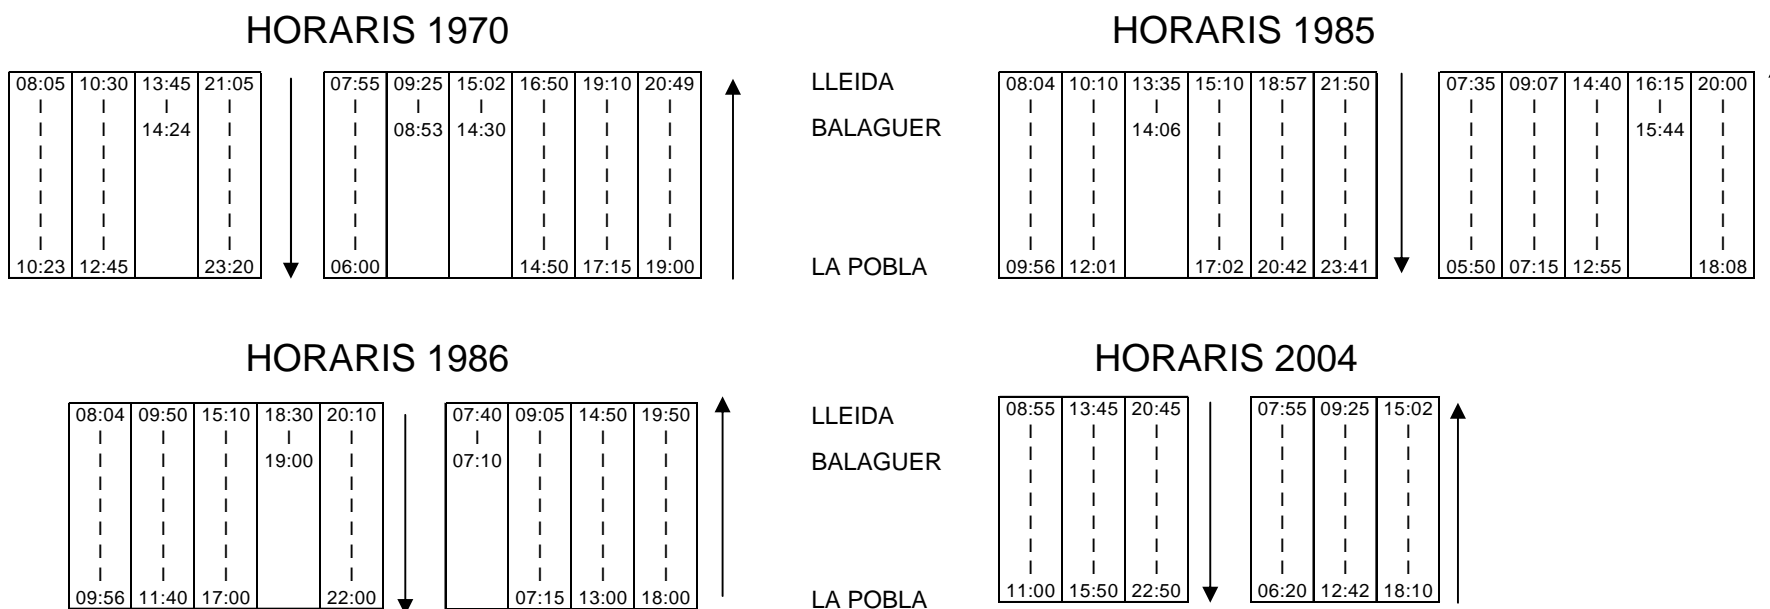 HORARIS 1970 HORARIS 1985
08:05 10:30 13:45 21:05 07:55 09:25 15:02 16:50 19:10 20:49 LLEIDA 08:04 10:10 13:35 15:10 18:57 21:50 07:35 09:07 14:40 16:15 20:00
14:24 08:53 14:30 BALAGUER 14:06 15:44
10:23 12:45 23:20 06:00 14:50 17:15 19:00 LA POBLA 09:56 12:01 17:02 20:42 23:41 05:50 07:15 12:55 18:08
HORARIS 1986 HORARIS 2004
08:04 09:50 15:10 18:30 20:10 07:40 09:05 14:50 19:50 LLEIDA 08:55 13:45 20:45 07:55 09:25 15:02
19:00 07:10 BALAGUER
09:56 11:40 17:00 22:00 07:15 13:00 18:00 LA POBLA 11:00 15:50 22:50 06:20 12:42 18:10